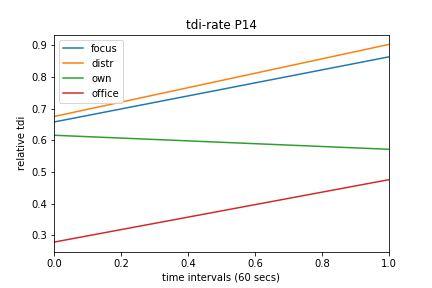 tdi-rate P14
relative tdi
0.9
0.8
0.7
0.6
0.5
0.4
0.3
focus
distr
own
office
0.0 0.2 0.4 0.6 0.8 1.0
time intervals (60 secs)